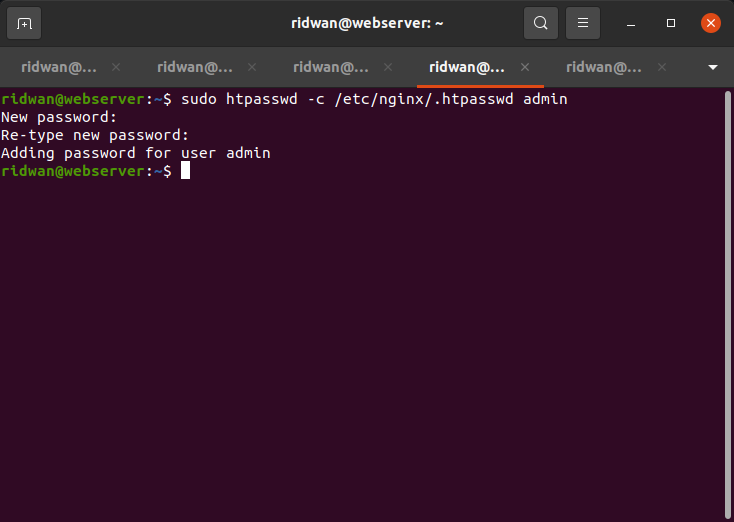 ridwan@webserver: ~
ridwan@... ridwan@... ridwan@... ridwan@... ridwan@...
ridwan@webserver:~$ sudo htpasswd -c /etc/nginx/.htpasswd admin
New password:
Re-type new password:
Adding password for user admin
ridwan@webserver:~$